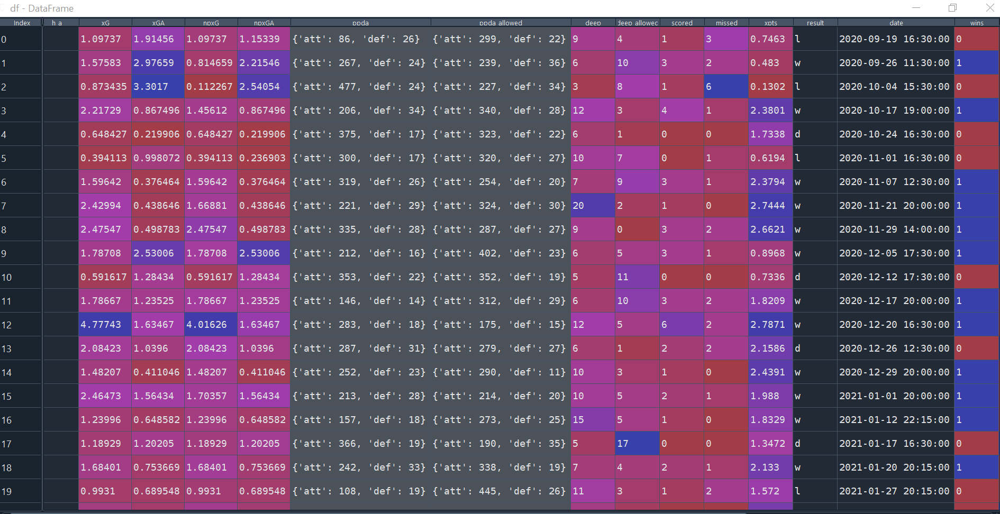 df - DataFrame
Index h_a xG xGA npxG npxGA ppda ppda_allowed deep deep_allowed scored missed xpts result date wins
0 1.09737 1.91456 1.09737 1.15339 {'att': 86, 'def': 26} {'att': 299, 'def': 22} 9 4 1 3 0.7463 l 2020-09-19 16:30:00 0
1 1.57583 2.97659 0.814659 2.21546 {'att': 267, 'def': 24} {'att': 239, 'def': 36} 6 10 3 2 0.483 w 2020-09-26 11:30:00 1
2 0.873435 3.3017 0.112267 2.54054 {'att': 477, 'def': 24} {'att': 227, 'def': 34} 3 8 1 6 0.1302 l 2020-10-04 15:30:00 0
3 2.21729 0.867496 1.45612 0.867496 {'att': 206, 'def': 34} {'att': 340, 'def': 28} 12 3 4 1 2.3801 w 2020-10-17 19:00:00 1
4 0.648427 0.219906 0.648427 0.219906 {'att': 375, 'def': 17} {'att': 323, 'def': 22} 6 1 0 0 1.7338 d 2020-10-24 16:30:00 0
5 0.394113 0.998072 0.394113 0.236903 {'att': 300, 'def': 17} {'att': 320, 'def': 27} 10 7 0 1 0.6194 l 2020-11-01 16:30:00 0
6 1.59642 0.376464 1.59642 0.376464 {'att': 319, 'def': 26} {'att': 254, 'def': 20} 7 9 3 1 2.3794 w 2020-11-07 12:30:00 1
7 2.42994 0.438646 1.66881 0.438646 {'att': 221, 'def': 29} {'att': 324, 'def': 30} 20 2 1 0 2.7444 w 2020-11-21 20:00:00 1
8 2.47547 0.498783 2.47547 0.498783 {'att': 335, 'def': 28} {'att': 287, 'def': 27} 9 0 3 2 2.6621 w 2020-11-29 14:00:00 1
9 1.78708 2.53006 1.78708 2.53006 {'att': 212, 'def': 16} {'att': 402, 'def': 23} 6 5 3 1 0.8968 w 2020-12-05 17:30:00 1
10 0.591617 1.28434 0.591617 1.28434 {'att': 353, 'def': 22} {'att': 352, 'def': 19} 5 11 0 0 0.7336 d 2020-12-12 17:30:00 0
11 1.78667 1.23525 1.78667 1.23525 {'att': 146, 'def': 14} {'att': 312, 'def': 29} 6 10 3 2 1.8209 w 2020-12-17 20:00:00 1
12 4.77743 1.63467 4.01626 1.63467 {'att': 283, 'def': 18} {'att': 175, 'def': 15} 12 5 6 2 2.7871 w 2020-12-20 16:30:00 1
13 2.08423 1.0396 2.08423 1.0396 {'att': 287, 'def': 31} {'att': 279, 'def': 27} 6 1 2 2 2.1586 d 2020-12-26 12:30:00 0
14 1.48207 0.411046 1.48207 0.411046 {'att': 252, 'def': 23} {'att': 290, 'def': 11} 10 3 1 0 2.4391 w 2020-12-29 20:00:00 1
15 2.46473 1.56434 1.70357 1.56434 {'att': 213, 'def': 28} {'att': 214, 'def': 20} 10 5 2 1 1.988 w 2021-01-01 20:00:00 1
16 1.23996 0.648582 1.23996 0.648582 {'att': 157, 'def': 18} {'att': 273, 'def': 25} 15 5 1 0 1.8329 w 2021-01-12 22:15:00 1
17 1.18929 1.20205 1.18929 1.20205 {'att': 366, 'def': 19} {'att': 190, 'def': 35} 5 17 0 0 1.3472 d 2021-01-17 16:30:00 0
18 1.68401 0.753669 1.68401 0.753669 {'att': 242, 'def': 33} {'att': 338, 'def': 19} 7 4 2 1 2.133 w 2021-01-20 20:15:00 1
19 0.9931 0.689548 0.9931 0.689548 {'att': 108, 'def': 19} {'att': 445, 'def': 26} 11 3 1 2 1.572 l 2021-01-27 20:15:00 0